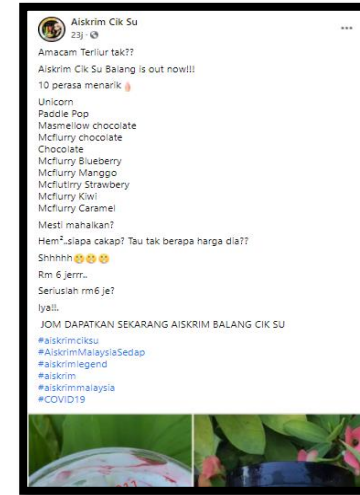 Aiskrim Cik Su
23j
Amacam Terliur tak??
Aiskrim Cik Su Balang is out now!!!
10 perasa menarik
Unicorn
Paddle Pop
Masmellow chocolate
Mcflurry chocolate
Chocolate
Mcflurry Blueberry
Mcflurry Manggo
Mcflutirry Strawbery
Mcflurry Kiwi
Mcflurry Caramel
Mesti mahalkan?
Hem²..siapa cakap? Tau tak berapa harga dia??
Shhhhh
Rm 6 jerrr..
Seriuslah rm6 je?
Iya!!.
JOM DAPATKAN SEKARANG AISKRIM BALANG CIK SU
#aiskrimciksu
#AiskrimMalaysiaSedap
#aiskrimlegend
#aiskrim
#aiskrimmalaysia
#COVID19